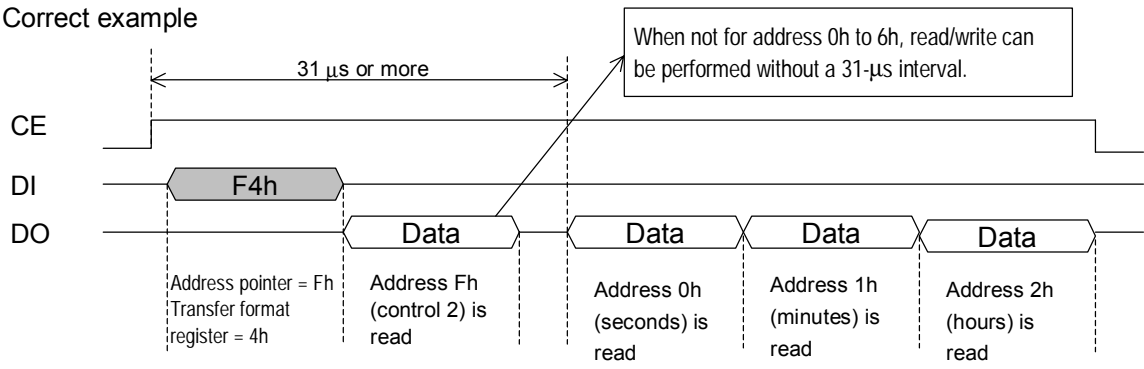 Correct example
When not for address 0h to 6h, read/write can
be performed without a 31-μs interval.
31 μs or more
CE
DI
F4h
DO
Data
Data
Data
Data
Address pointer = Fh
Transfer format
register = 4h
Address Fh
(control 2) is
read
Address 0h
(seconds) is
read
Address 1h
(minutes) is
read
Address 2h
(hours) is
read